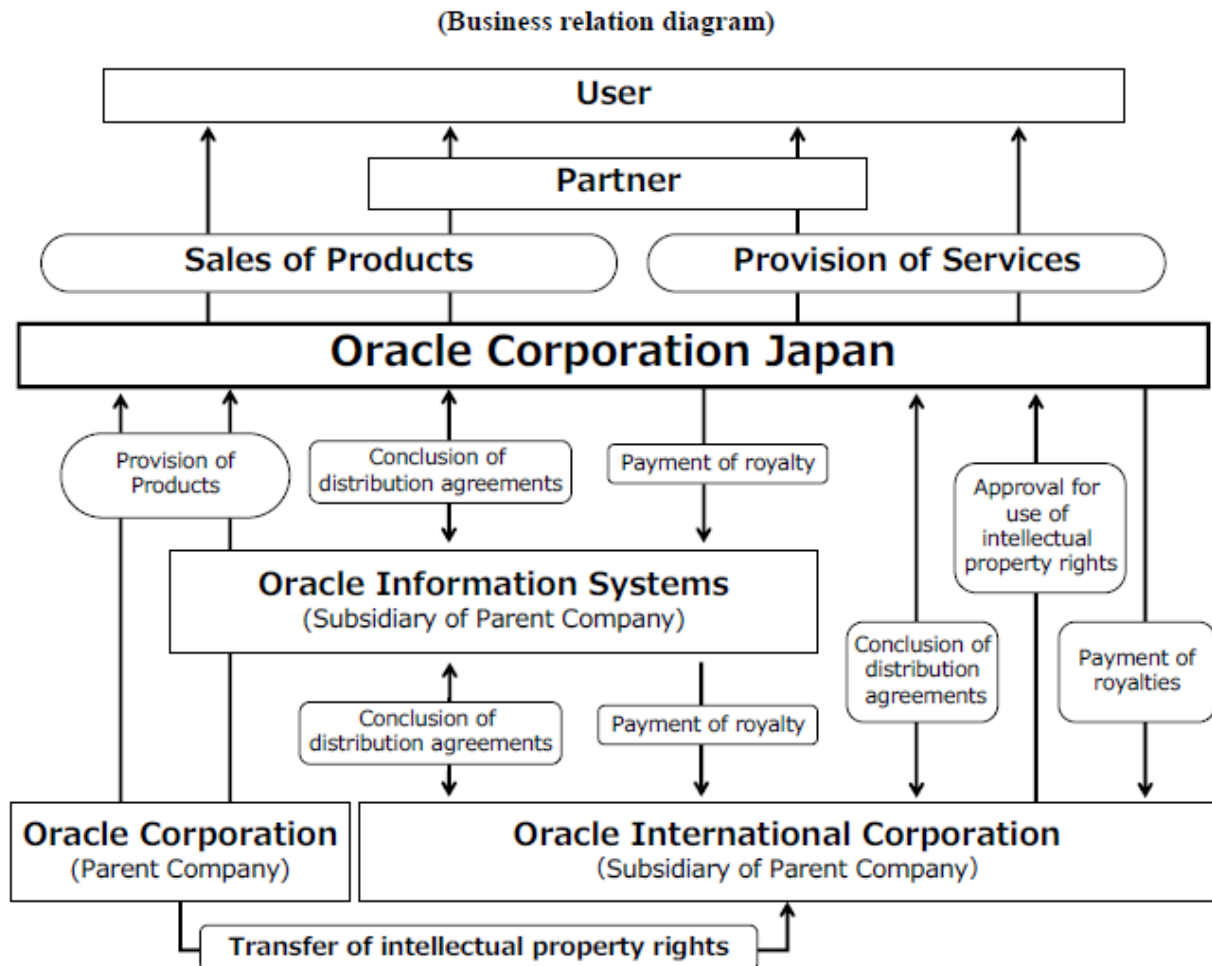 (Business relation diagram)
User
Partner
Sales of Products
Provision of Services
Oracle Corporation Japan
Provision of
Products
Conclusion of
distribution agreements
Payment of royalty
Approval for
use of
intellectual
property rights
Oracle Information Systems
(Subsidiary of Parent Company)
Conclusion of
distribution
agreements
Payment of
royalties
Conclusion of
distribution agreements
Payment of royalty
Oracle Corporation
(Parent Company)
Oracle International Corporation
(Subsidiary of Parent Company)
Transfer of intellectual property rights